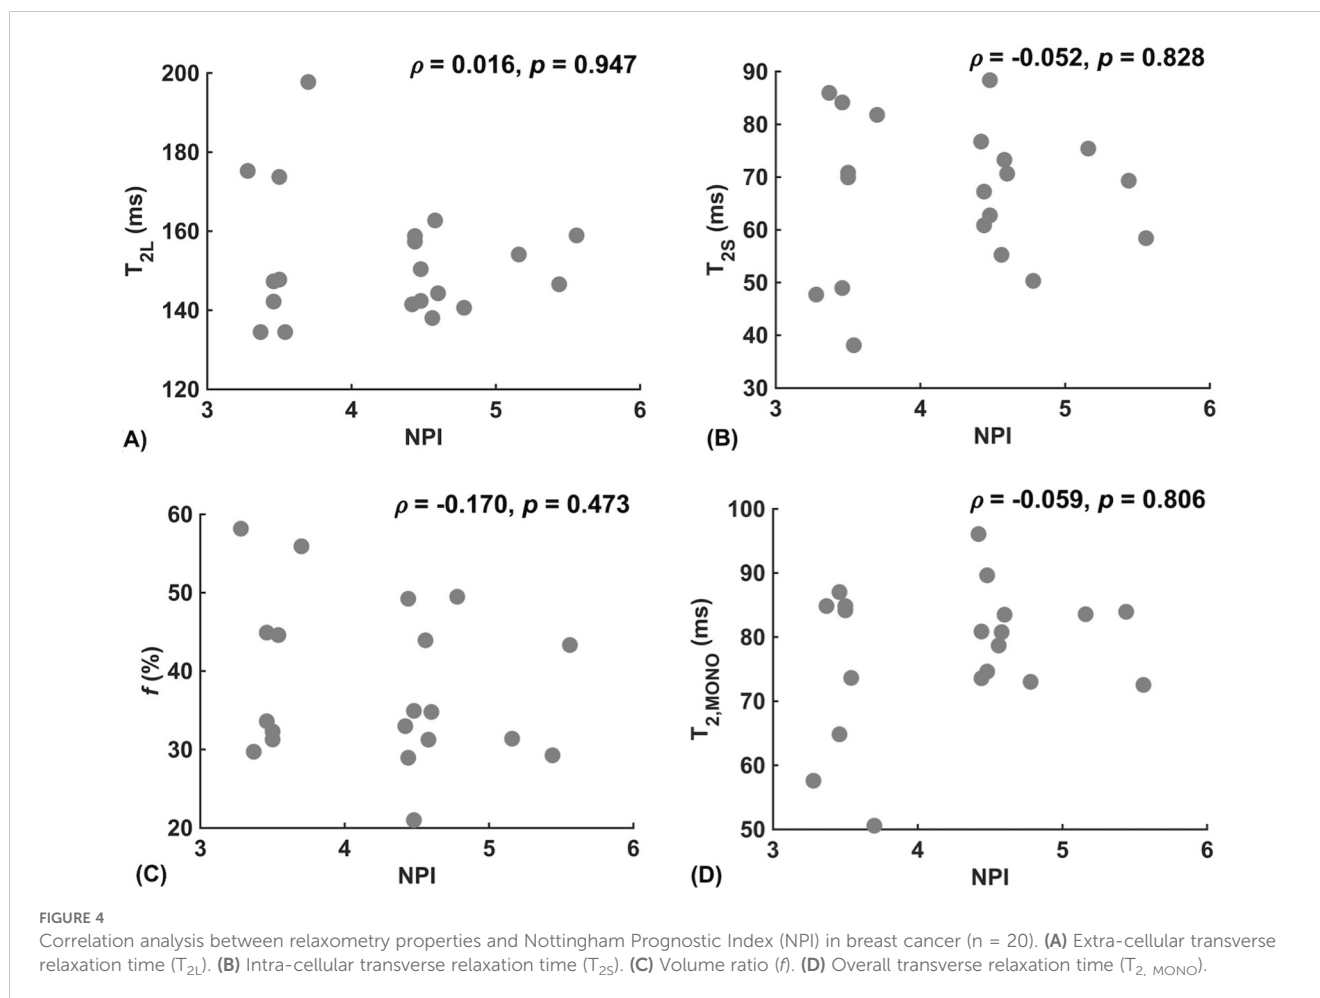 ρ = 0.016, p = 0.947
200
180
160
140
120
T2L (ms)
3 4 5 6
NPI
A)
ρ = -0.052, p = 0.828
90
80
70
60
50
40
30
T2S (ms)
3 4 5 6
NPI
(B)
ρ = -0.170, p = 0.473
60
50
40
30
20
f (%)
3 4 5 6
NPI
(C)
ρ = -0.059, p = 0.806
100
90
80
70
60
50
T2,MONO (ms)
3 4 5 6
NPI
(D)
FIGURE 4
Correlation analysis between relaxometry properties and Nottingham Prognostic Index (NPI) in breast cancer (n = 20). (A) Extra-cellular transverse
relaxation time (T2L). (B) Intra-cellular transverse relaxation time (T2S). (C) Volume ratio (f). (D) Overall transverse relaxation time (T2, MONO).